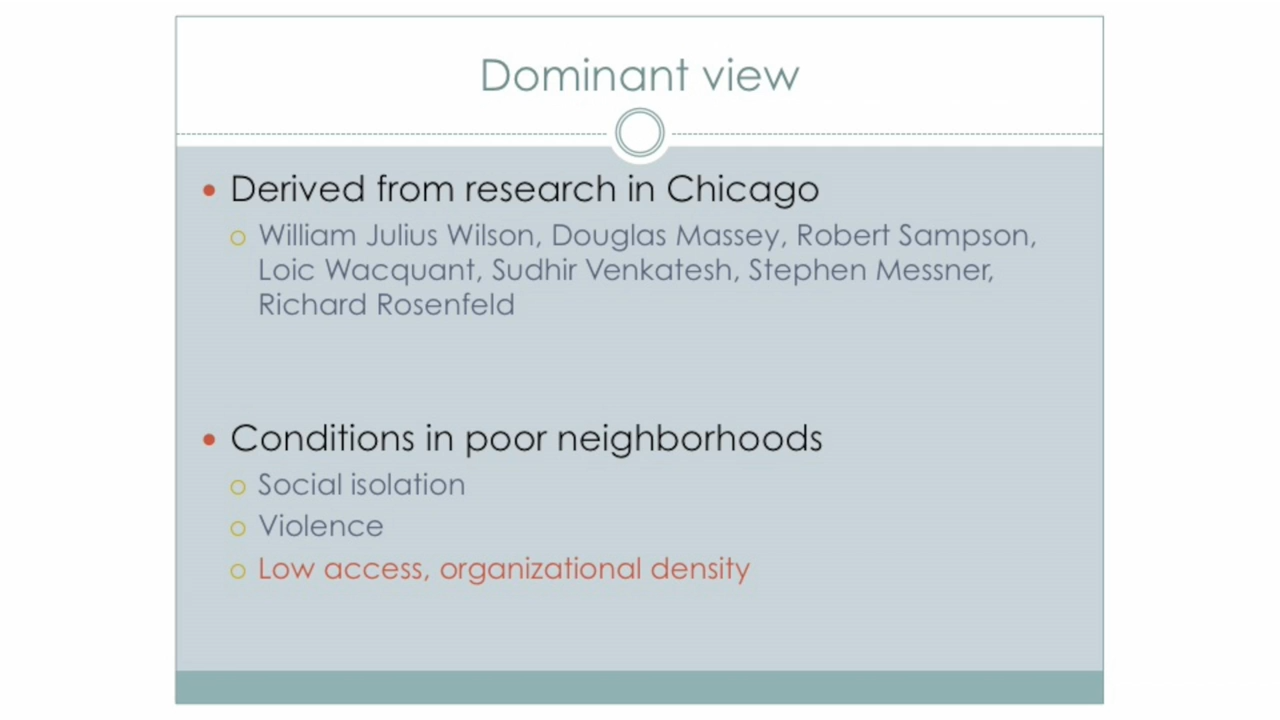 Dominant view
Derived from research in Chicago
William Julius Wilson, Douglas Massey, Robert Sampson,
Loic Wacquant, Sudhir Venkatesh, Stephen Messner,
Richard Rosenfeld
Conditions in poor neighborhoods
Social isolation
Violence
Low access, organizational density